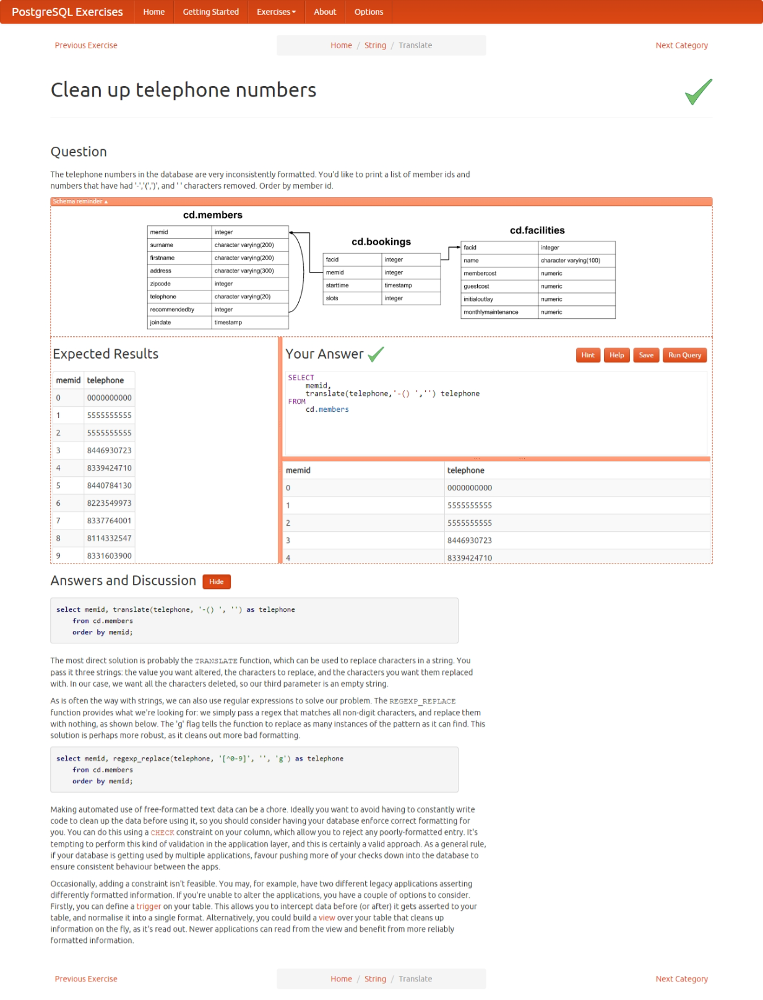 PostgreSQL Exercises Home Getting Started Exercises About Options
Previous Exercise Home / String / Translate Next Category
Clean up telephone numbers
Question
The telephone numbers in the database are very inconsistently formatted. You'd like to print a list of member ids and
numbers that have had '-','(',')', and ' ' characters removed. Order by member id.
Schema reminder ▴
cd.members
memid integer
surname character varying(200)
firstname character varying(200)
address character varying(300)
zipcode integer
telephone character varying(20)
recommendedby integer
joindate timestamp
cd.bookings
facid integer
memid integer
starttime timestamp
slots integer
cd.facilities
facid integer
name character varying(100)
membercost numeric
guestcost numeric
initialoutlay numeric
monthlymaintenance numeric
Expected Results
memid telephone
0 0000000000
1 5555555555
2 5555555555
3 8446930723
4 8339424710
5 8440784130
6 8223549973
7 8337764001
8 8114332547
9 8331603900
Your Answer Hint Help Save Run Query
SELECT
memid,
translate(telephone,'-() ','') telephone
FROM
cd.members
memid telephone
0 0000000000
1 5555555555
2 5555555555
3 8446930723
4 8339424710
Answers and Discussion Hide
select memid, translate(telephone, '-() ', '') as telephone
from cd.members
order by memid;
The most direct solution is probably the TRANSLATE function, which can be used to replace characters in a string. You
pass it three strings: the value you want altered, the characters to replace, and the characters you want them replaced
with. In our case, we want all the characters deleted, so our third parameter is an empty string.
As is often the way with strings, we can also use regular expressions to solve our problem. The REGEXP_REPLACE
function provides what we're looking for: we simply pass a regex that matches all non-digit characters, and replace them
with nothing, as shown below. The 'g' flag tells the function to replace as many instances of the pattern as it can find. This
solution is perhaps more robust, as it cleans out more bad formatting.
select memid, regexp_replace(telephone, '[^0-9]', '', 'g') as telephone
from cd.members
order by memid;
Making automated use of free-formatted text data can be a chore. Ideally you want to avoid having to constantly write
code to clean up the data before using it, so you should consider having your database enforce correct formatting for
you. You can do this using a CHECK constraint on your column, which allow you to reject any poorly-formatted entry. It's
tempting to perform this kind of validation in the application layer, and this is certainly a valid approach. As a general rule,
if your database is getting used by multiple applications, favour pushing more of your checks down into the database to
ensure consistent behaviour between the apps.
Occasionally, adding a constraint isn't feasible. You may, for example, have two different legacy applications asserting
differently formatted information. If you're unable to alter the applications, you have a couple of options to consider.
Firstly, you can define a trigger on your table. This allows you to intercept data before (or after) it gets asserted to your
table, and normalise it into a single format. Alternatively, you could build a view over your table that cleans up
information on the fly, as it's read out. Newer applications can read from the view and benefit from more reliably
formatted information.
Previous Exercise Home / String / Translate Next Category